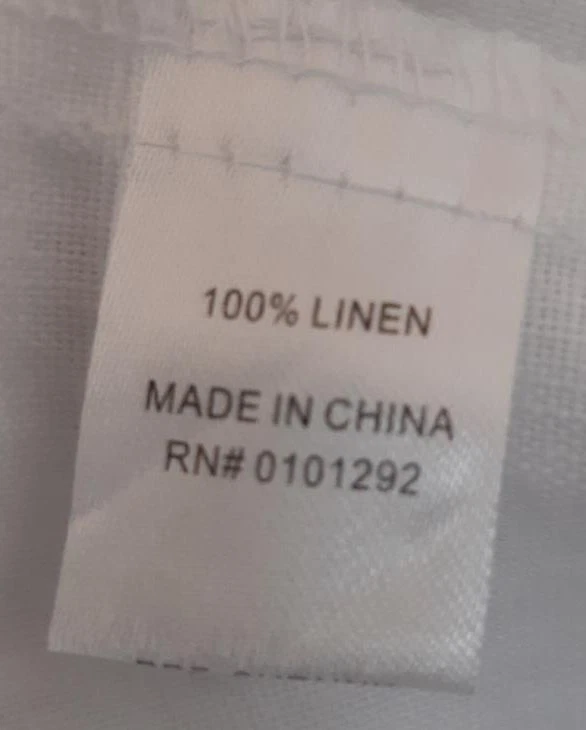 100% LINEN
MADE IN CHINA
RN# 0101292